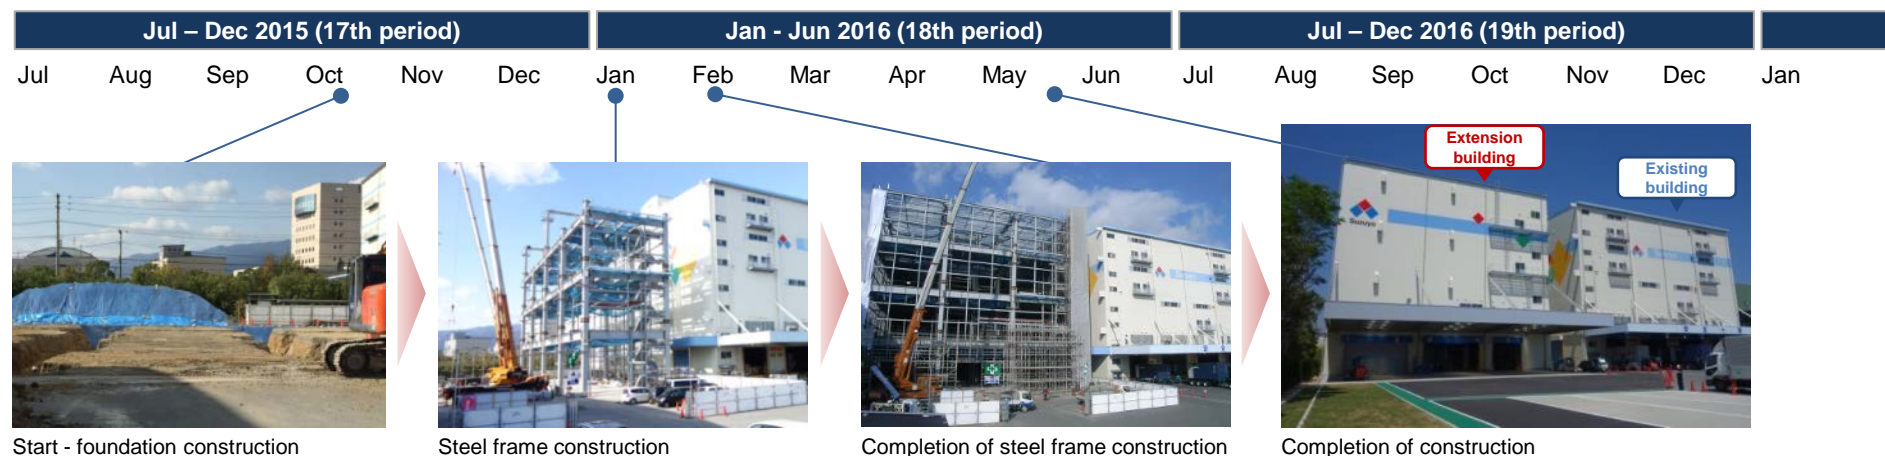 Jul – Dec 2015 (17th period)
Jan - Jun 2016 (18th period)
Jul – Dec 2016 (19th period)
Jul Aug Sep Oct Nov Dec Jan Feb Mar Apr May Jun Jul Aug Sep Oct Nov Dec Jan
Extension
building
Existing
building
Suzuyo
Start - foundation construction
Steel frame construction
Completion of steel frame construction
Completion of construction